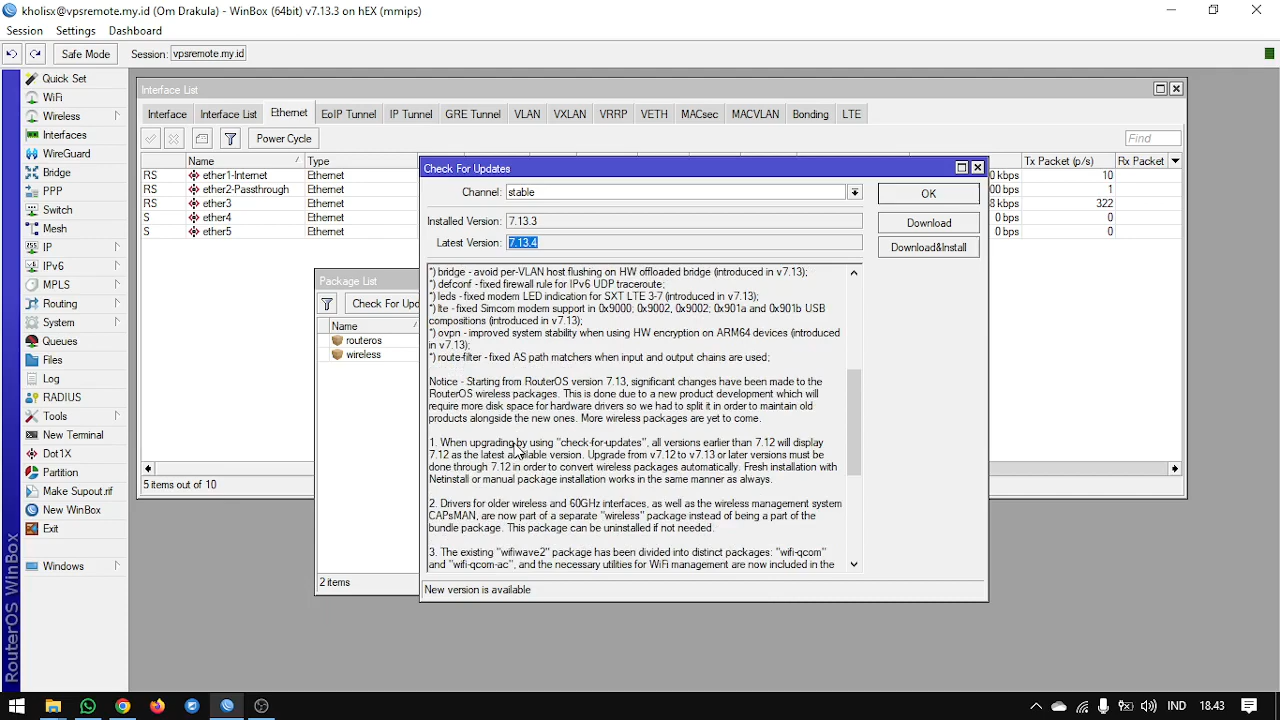 kholisx@vpsremote.my.id (Om Drakula) - WinBox (64bit) v7.13.3 on hEX (mmips)
Session Settings Dashboard
Safe Mode Session: vpsremote.my.id
Quick Set
WiFi
Wireless
Interfaces
WireGuard
Bridge
PPP
Switch
Mesh
IP
IPv6
MPLS
Routing
System
Queues
Files
Log
RADIUS
Tools
New Terminal
Dot1X
Partition
Make Supout.rif
New WinBox
Exit
Windows
RouterOS WinBox
Interface List
Interface Interface List Ethernet EoIP Tunnel IP Tunnel GRE Tunnel VLAN VXLAN VRRP VETH MACsec MACVLAN Bonding LTE
Power Cycle Find
Name / Type Tx Packet (p/s) Rx Packet
RS ether1-Internet Ethernet 0 kbps 10
RS ether2-Passthrough Ethernet 00 bps 1
RS ether3 Ethernet 8 kbps 322
S ether4 Ethernet 0 bps 0
S ether5 Ethernet 0 bps 0
5 items out of 10
Package List
Check For Upd
Name /
routeros
wireless
2 items
Check For Updates
Channel: stable OK
Installed Version: 7.13.3 Download
Latest Version: 7.13.4 Download&Install
*) bridge - avoid per-VLAN host flushing on HW offloaded bridge (introduced in v7.13);
*) defconf - fixed firewall rule for IPv6 UDP traceroute;
*) leds - fixed modem LED indication for SXT LTE 3-7 (introduced in v7.13);
*) lte - fixed Simcom modem support in 0x9000; 0x9002, 0x9002; 0x901a and 0x901b USB
compositions (introduced in v7.13);
*) ovpn - improved system stability when using HW encryption on ARM64 devices (introduced
in v7.13);
*) route-filter - fixed AS path matchers when input and output chains are used;
Notice - Starting from RouterOS version 7.13, significant changes have been made to the
RouterOS wireless packages. This is done due to a new product development which will
require more disk space for hardware drivers so we had to split it in order to maintain old
products alongside the new ones. More wireless packages are yet to come.
1. When upgrading by using "check-for-updates", all versions earlier than 7.12 will display
7.12 as the latest available version. Upgrade from v7.12 to v7.13 or later versions must be
done through 7.12 in order to convert wireless packages automatically. Fresh installation with
Netinstall or manual package installation works in the same manner as always.
2. Drivers for older wireless and 60GHz interfaces, as well as the wireless management system
CAPsMAN, are now part of a separate "wireless" package instead of being a part of the
bundle package. This package can be uninstalled if not needed.
3. The existing "wifiwave2" package has been divided into distinct packages: "wifi-qcom"
and "wifi-qcom-ac", and the necessary utilities for WiFi management are now included in the
New version is available
IND 18.43